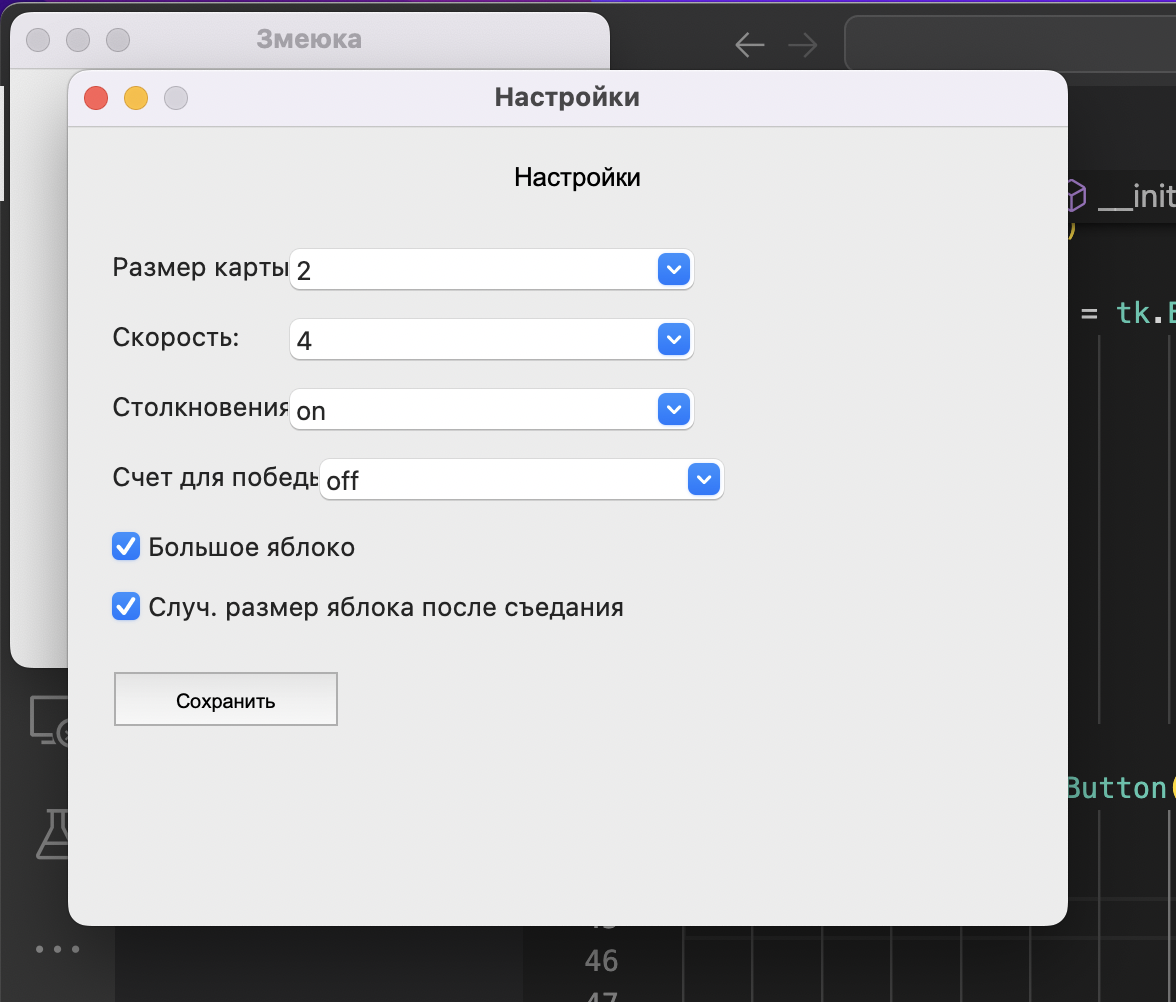 Змеюка
Настройки
Настройки
__init
Размер карты 2
= tk.
Скорость: 4
Столкновения on
Счет для победы off
Большое яблоко
Случ. размер яблока после съедания
Сохранить
Button(
46
47